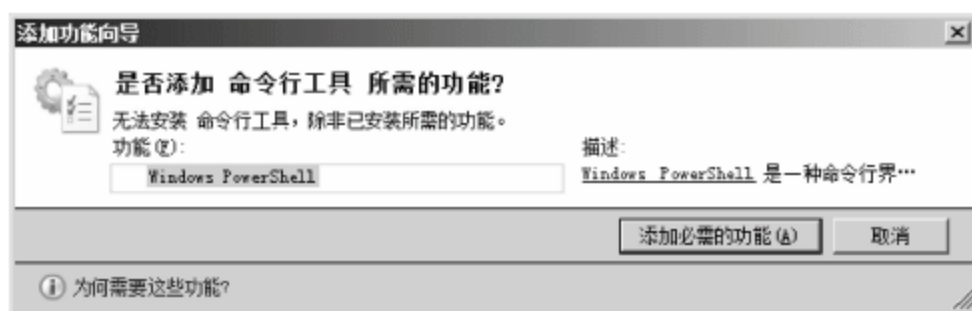 添加功能向导
是否添加 命令行工具 所需的功能?
无法安装 命令行工具，除非已安装所需的功能。
功能(F):
Windows PowerShell
描述:
Windows PowerShell 是一种命令行界…
添加必需的功能(A)
取消
为何需要这些功能?